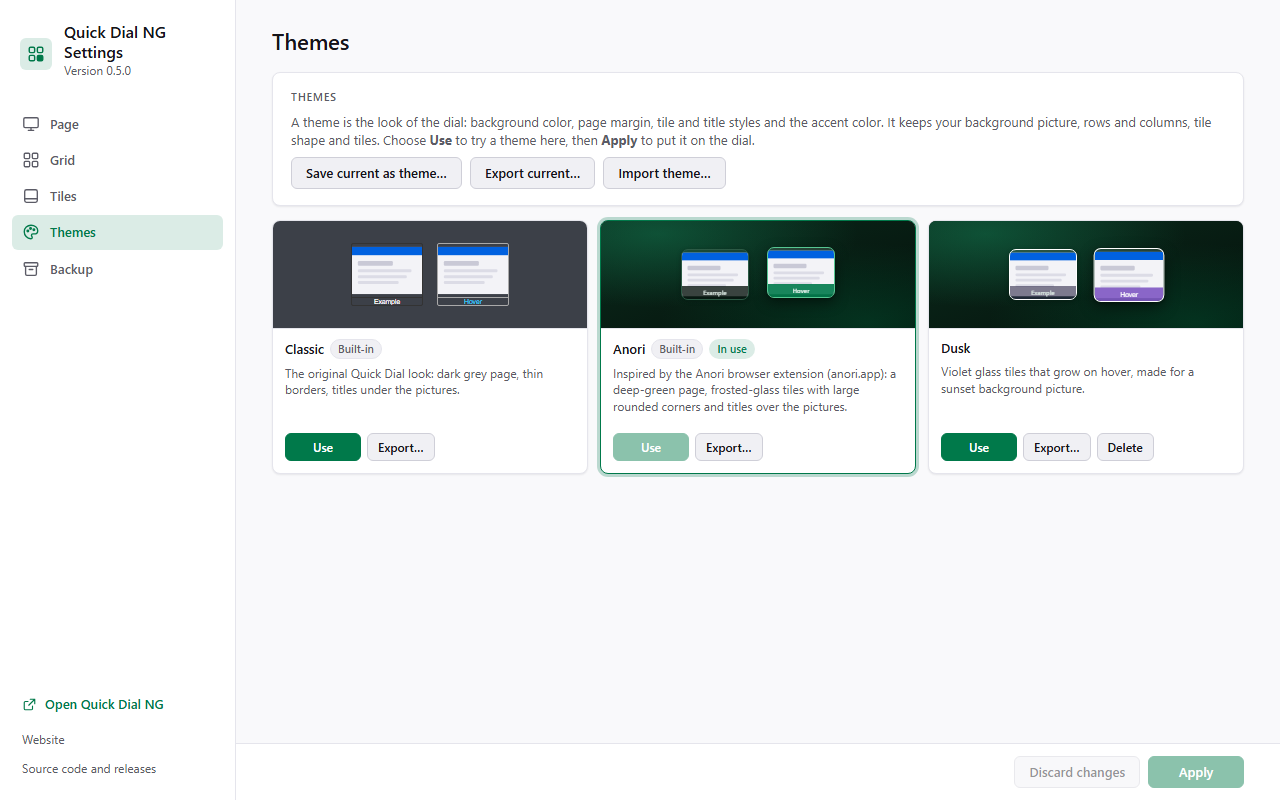 Quick Dial NG
Settings
Version 0.5.0
Page
Grid
Tiles
Themes
Backup
Open Quick Dial NG
Website
Source code and releases
Themes
THEMES
A theme is the look of the dial: background color, page margin, tile and title styles and the accent color. It keeps your background picture, rows and columns, tile
shape and tiles. Choose Use to try a theme here, then Apply to put it on the dial.
Save current as theme...
Export current...
Import theme...
Example
Hover
Classic
Built-in
The original Quick Dial look: dark grey page, thin
borders, titles under the pictures.
Use
Export...
Example
Hover
Anori
Built-in
In use
Inspired by the Anori browser extension (anori.app): a
deep-green page, frosted-glass tiles with large
rounded corners and titles over the pictures.
Use
Export...
Example
Hover
Dusk
Violet glass tiles that grow on hover, made for a
sunset background picture.
Use
Export...
Delete
Discard changes
Apply